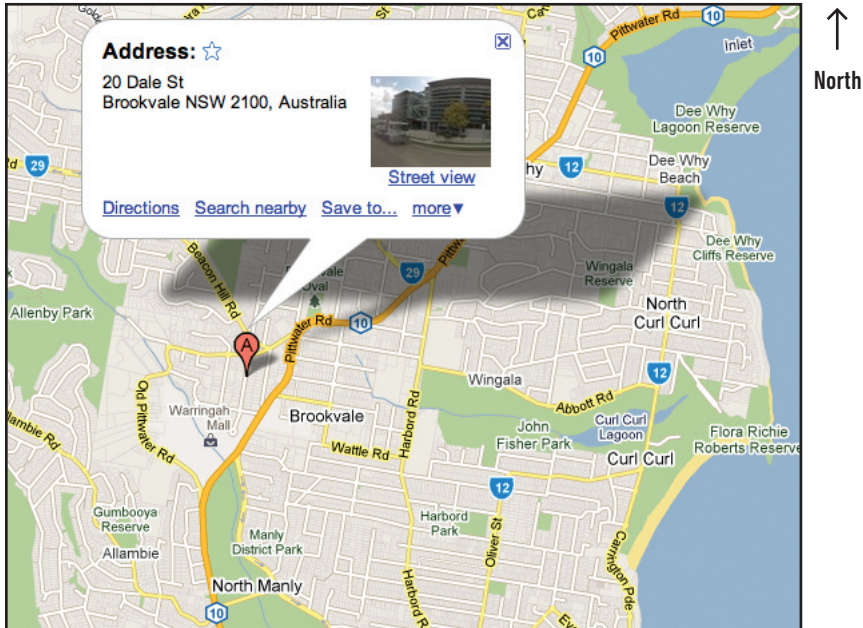 Pittwater Rd
10
10
Inlet
North
Address:
20 Dale St
Brookvale NSW 2100, Australia
Street view
Directions Search nearby Save to... more
Dee Why
Lagoon Reserve
Dee Why
Beach
Rd
29
hy
12
12
Dee Why
Cliffs Reserve
Beacon Hill Rd
Oval
29
Wingala
Reserve
Allenby Park
North
Curl Curl
Pittwater Rd
10
A
12
Wingala
Old Pittwater Rd
Warringah
Mall
Brookvale
Harbord Rd
Abbott Rd
Curl Curl
Lagoon
John
Fisher Park
Flora Richie
Roberts Reserve
Wattle Rd
Curl Curl
12
Gumbooya
Reserve
Allambie
Harbord
Park
Manly
District Park
Oliver St
Carrington Pde
North Manly
Harbord R
10